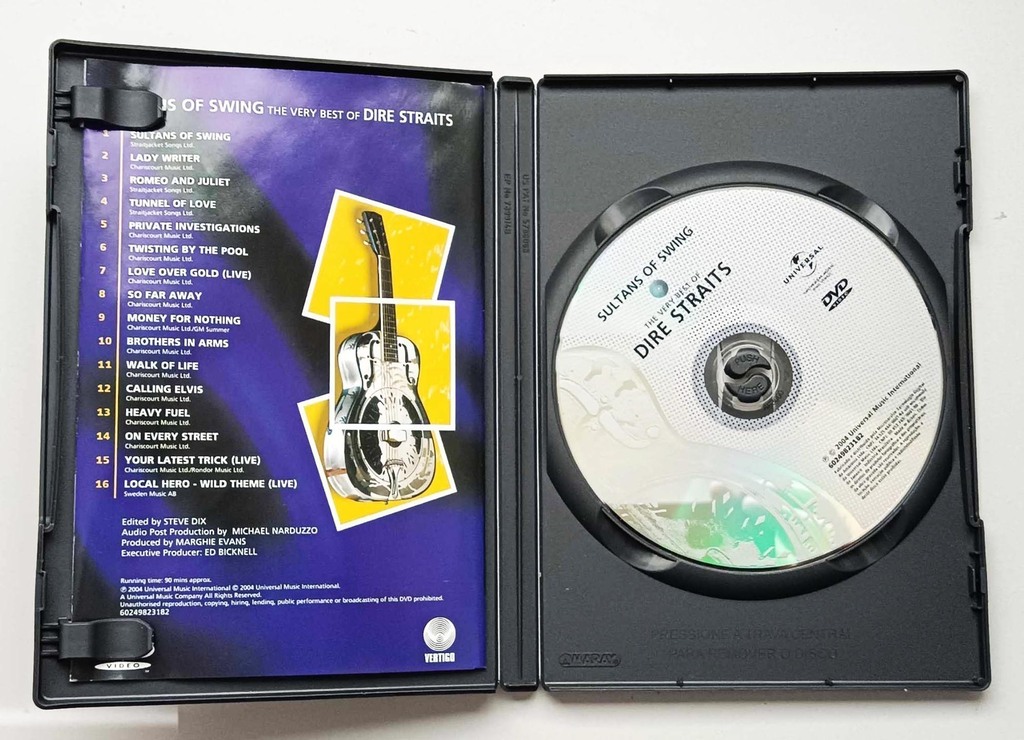 NS OF SWING THE VERY BEST OF DIRE STRAITS
1 SULTANS OF SWING
Straitjacket Songs Ltd.
2 LADY WRITER
Chariscourt Music Ltd.
3 ROMEO AND JULIET
Straitjacket Songs Ltd.
4 TUNNEL OF LOVE
Straitjacket Songs Ltd.
5 PRIVATE INVESTIGATIONS
Chariscourt Music Ltd.
6 TWISTING BY THE POOL
Chariscourt Music Ltd.
7 LOVE OVER GOLD (LIVE)
Chariscourt Music Ltd.
8 SO FAR AWAY
Chariscourt Music Ltd.
9 MONEY FOR NOTHING
Chariscourt Music Ltd./GM Summer
10 BROTHERS IN ARMS
Chariscourt Music Ltd.
11 WALK OF LIFE
Chariscourt Music Ltd.
12 CALLING ELVIS
Chariscourt Music Ltd.
13 HEAVY FUEL
Chariscourt Music Ltd.
14 ON EVERY STREET
Chariscourt Music Ltd.
15 YOUR LATEST TRICK (LIVE)
Chariscourt Music Ltd./Rondor Music Ltd.
16 LOCAL HERO - WILD THEME (LIVE)
Sweden Music AB
Edited by STEVE DIX
Audio Post Production by MICHAEL NARDUZZO
Produced by MARGHIE EVANS
Executive Producer: ED BICKNELL
Running time: 90 mins approx.
℗ 2004 Universal Music International © 2004 Universal Music International.
A Universal Music Company All Rights Reserved.
Unauthorised reproduction, copying, hiring, lending, public performance or broadcasting of this DVD prohibited.
60249823182
VERTIGO
VIDEO
SULTANS OF SWING
THE VERY BEST OF
DIRE STRAITS
UNIVERSAL
DVD
PUSH
HERE
℗ © 2004 Universal Music International
60249823182
PRESSIONE A TRAVA CENTRAL
PARA REMOVER O DISCO
AMARAY